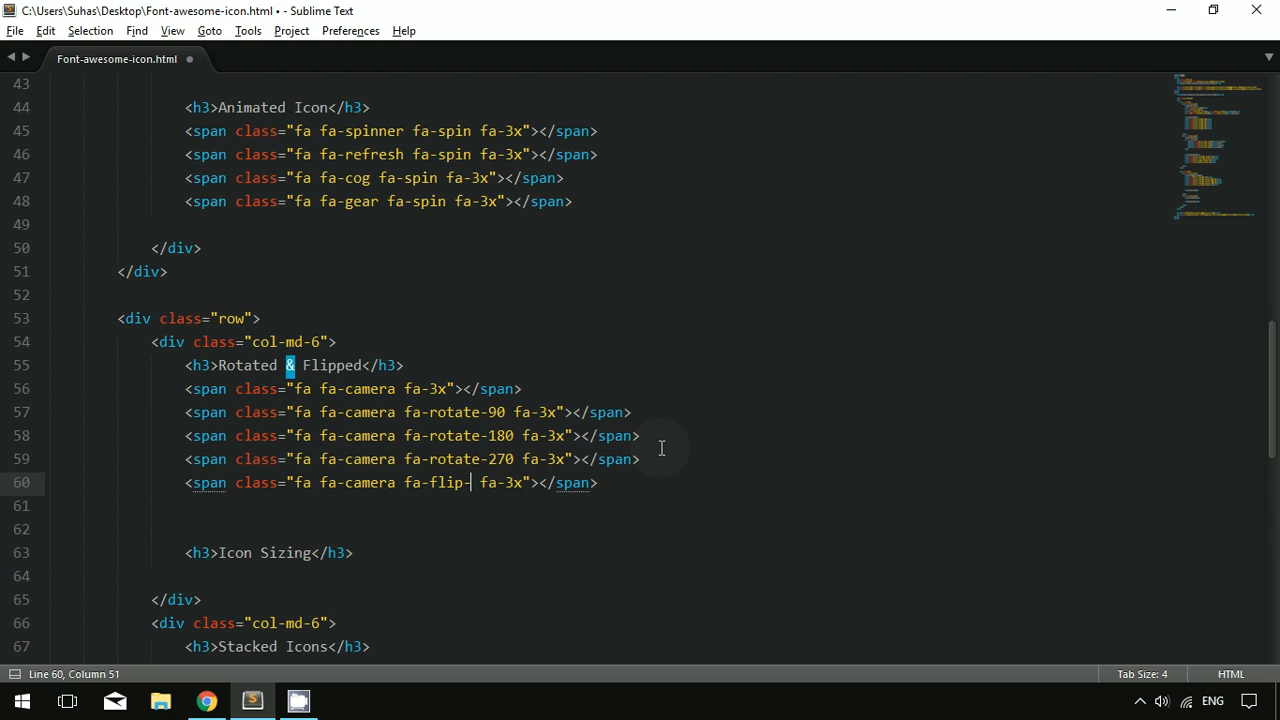 C:\Users\Suhas\Desktop\Font-awesome-icon.html • - Sublime Text
File Edit Selection Find View Goto Tools Project Preferences Help
Font-awesome-icon.html
43
44 <h3>Animated Icon</h3>
45 <span class="fa fa-spinner fa-spin fa-3x"></span>
46 <span class="fa fa-refresh fa-spin fa-3x"></span>
47 <span class="fa fa-cog fa-spin fa-3x"></span>
48 <span class="fa fa-gear fa-spin fa-3x"></span>
49
50 </div>
51 </div>
52
53 <div class="row">
54 <div class="col-md-6">
55 <h3>Rotated & Flipped</h3>
56 <span class="fa fa-camera fa-3x"></span>
57 <span class="fa fa-camera fa-rotate-90 fa-3x"></span>
58 <span class="fa fa-camera fa-rotate-180 fa-3x"></span>
59 <span class="fa fa-camera fa-rotate-270 fa-3x"></span>
60 <span class="fa fa-camera fa-flip- fa-3x"></span>
61
62
63 <h3>Icon Sizing</h3>
64
65 </div>
66 <div class="col-md-6">
67 <h3>Stacked Icons</h3>
Line 60, Column 51 Tab Size: 4 HTML
ENG